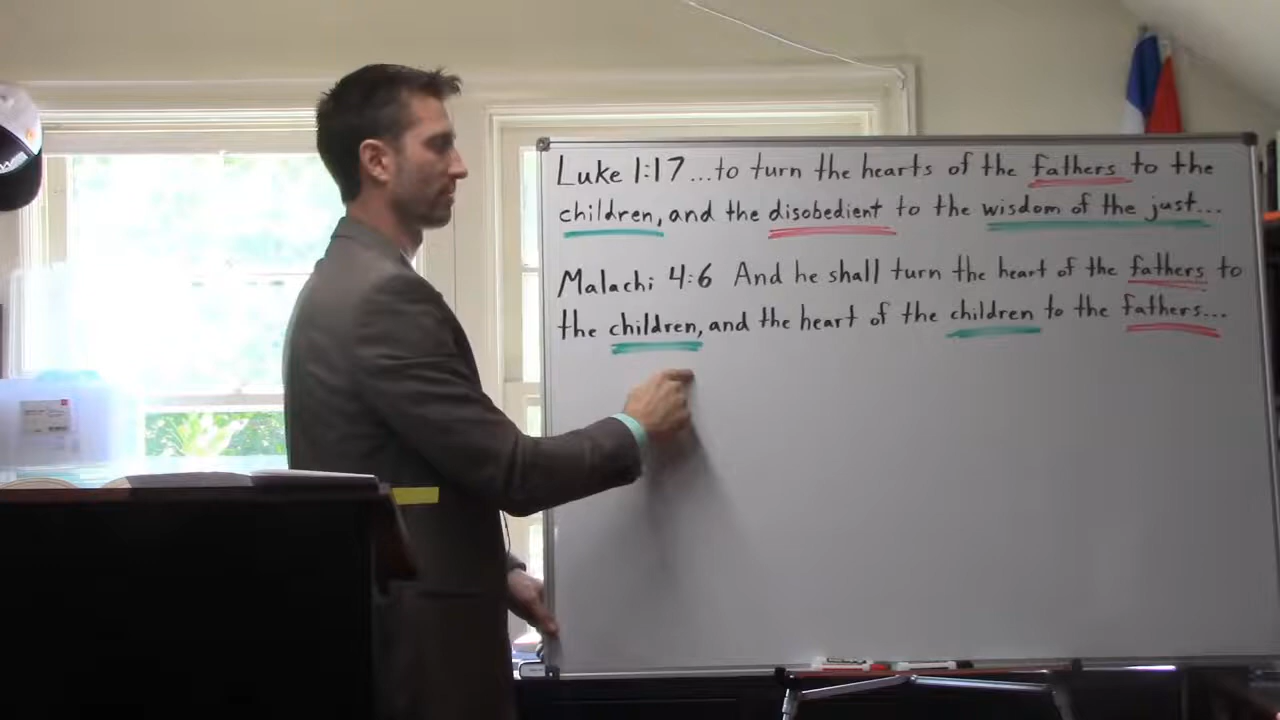 Luke 1:17 ...to turn the hearts of the fathers to the
children, and the disobedient to the wisdom of the just...
Malachi 4:6 And he shall turn the heart of the fathers to
the children, and the heart of the children to the fathers...